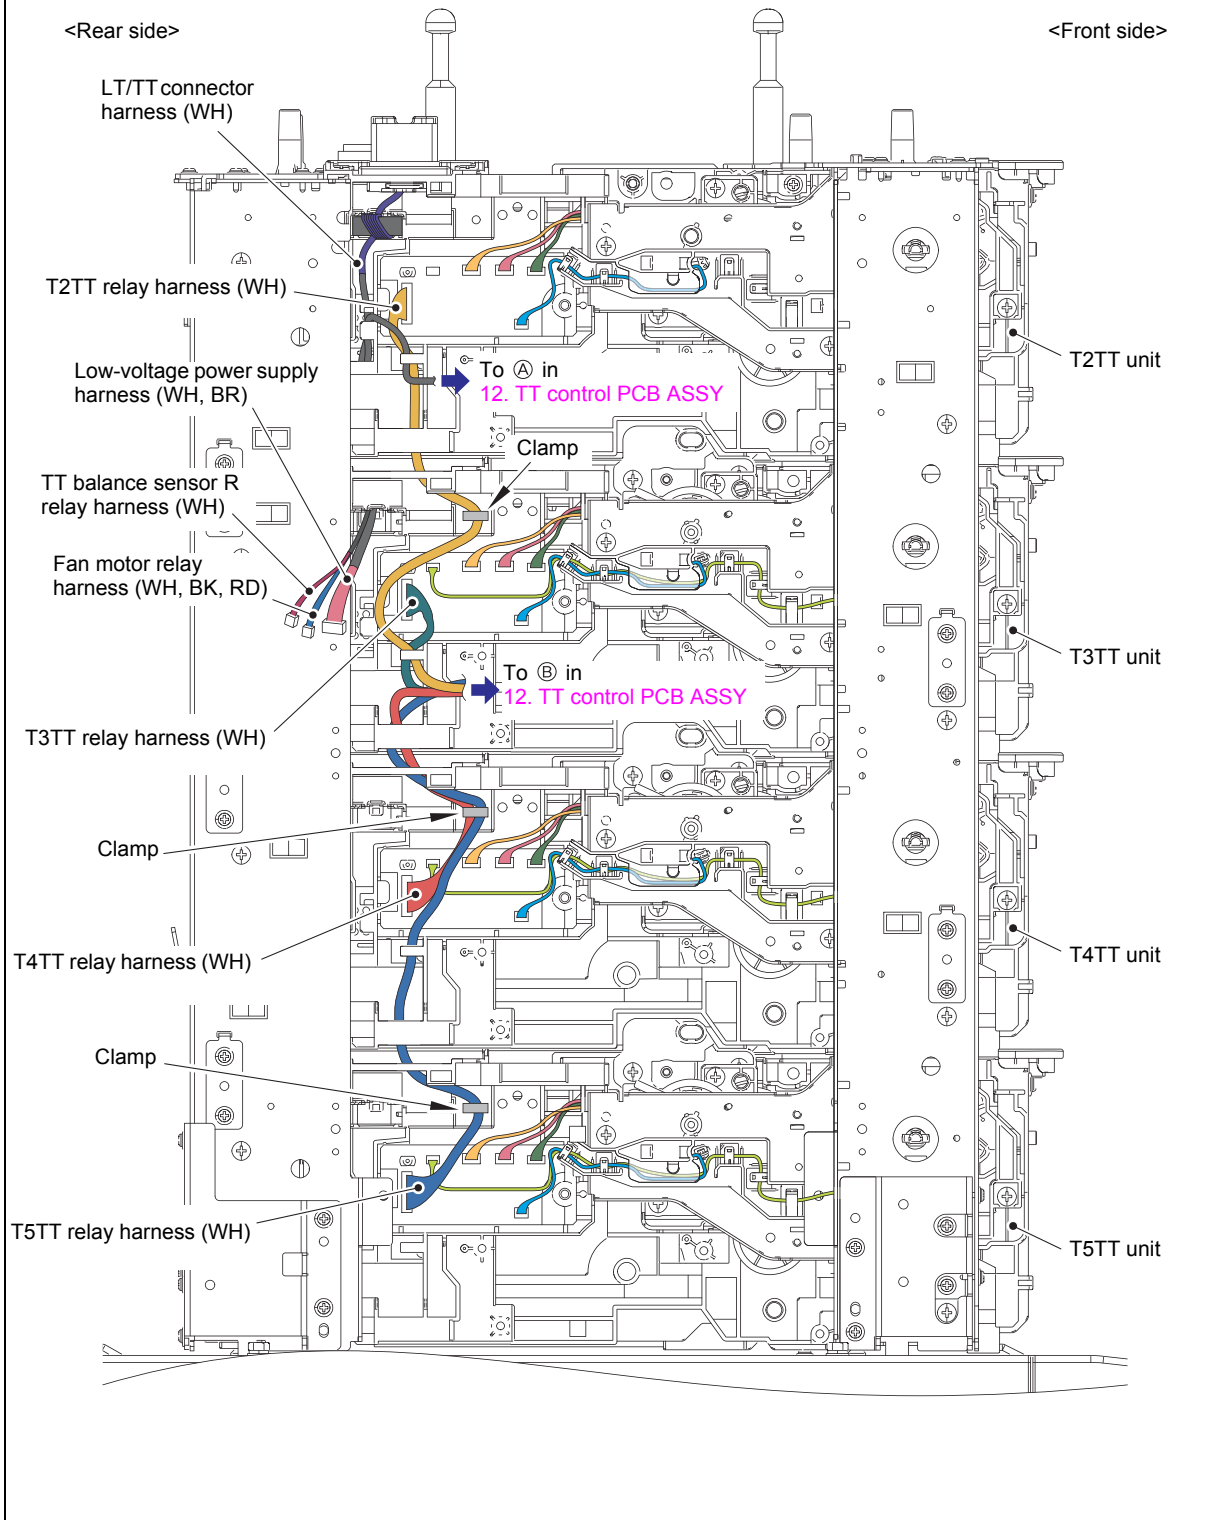 <Rear side>
<Front side>
LT/TT connector
harness (WH)
T2TT relay harness (WH)
T2TT unit
To Ⓐ in
12. TT control PCB ASSY
Low-voltage power supply
harness (WH, BR)
Clamp
TT balance sensor R
relay harness (WH)
Fan motor relay
harness (WH, BK, RD)
T3TT unit
To Ⓑ in
12. TT control PCB ASSY
T3TT relay harness (WH)
Clamp
T4TT relay harness (WH)
T4TT unit
Clamp
T5TT relay harness (WH)
T5TT unit